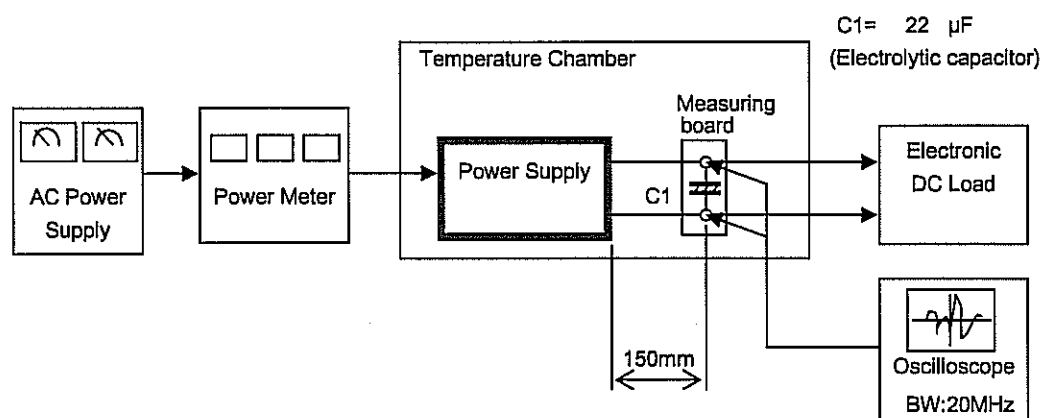 C1= 22 µF
(Electrolytic capacitor)
Temperature Chamber
Measuring
board
AC Power
Supply
Power Meter
Power Supply
C1
Electronic
DC Load
150mm
Oscilloscope
BW:20MHz